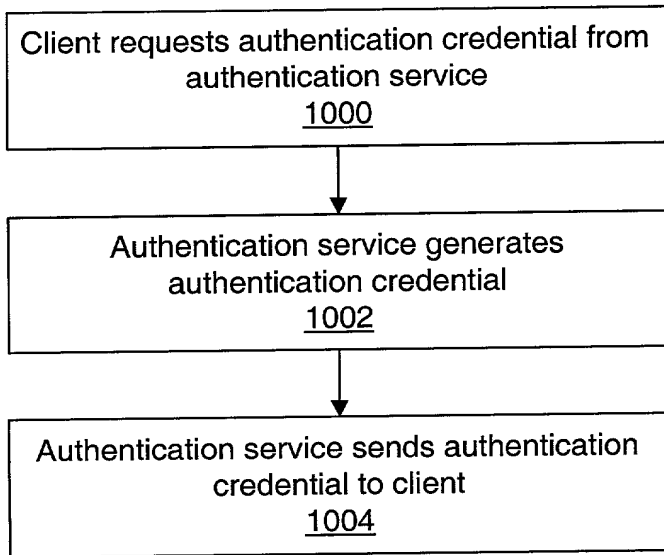 Client requests authentication credential from
authentication service
1000
Authentication service generates
authentication credential
1002
Authentication service sends authentication
credential to client
1004